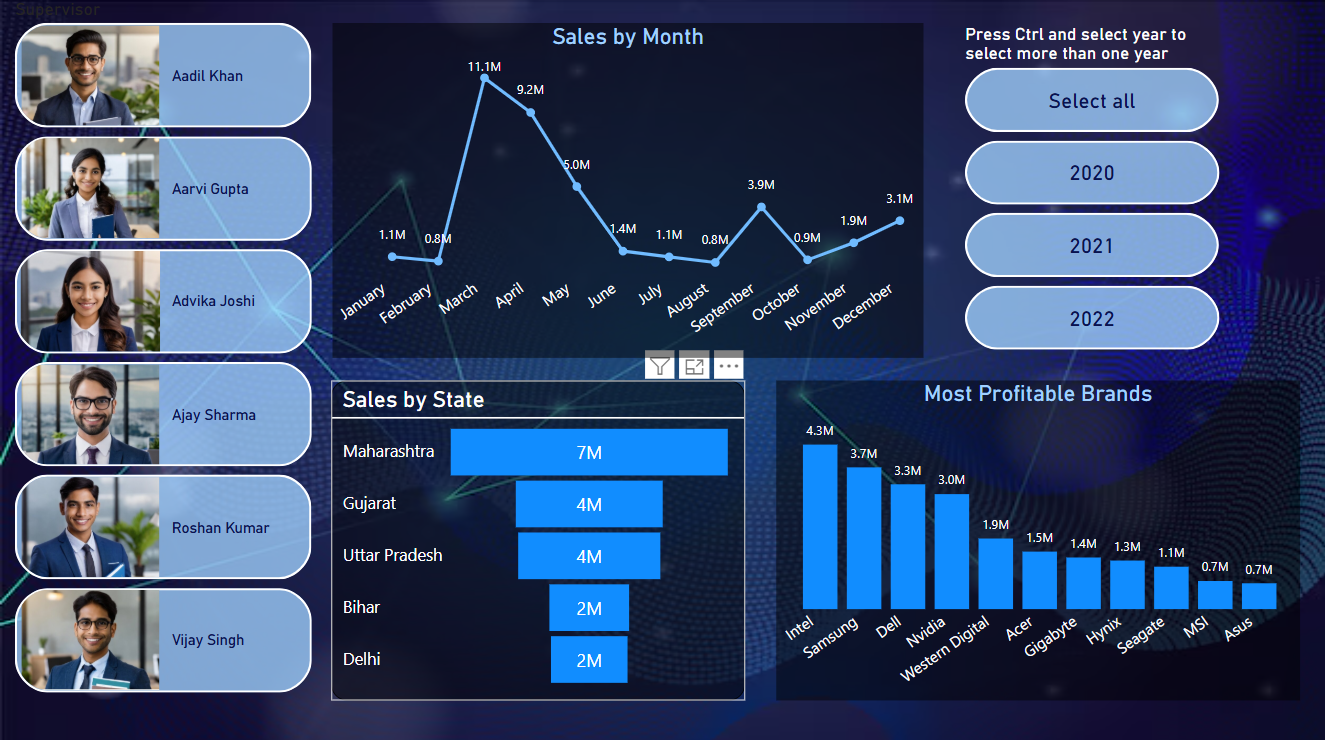 Supervisor
Aadil Khan
Aarvi Gupta
Advika Joshi
Ajay Sharma
Roshan Kumar
Vijay Singh
Sales by Month
11.1M
9.2M
5.0M
3.9M
3.1M
1.1M
0.8M
1.4M
1.1M
0.8M
0.9M
1.9M
January
February
March
April
May
June
July
August
September
October
November
December
Press Ctrl and select year to
select more than one year
Select all
2020
2021
2022
Sales by State
Maharashtra 7M
Gujarat 4M
Uttar Pradesh 4M
Bihar 2M
Delhi 2M
Most Profitable Brands
4.3M
3.7M
3.3M
3.0M
1.9M
1.5M
1.4M
1.3M
1.1M
0.7M
0.7M
Intel
Samsung
Dell
Nvidia
Western Digital
Acer
Gigabyte
Hynix
Seagate
MSI
Asus